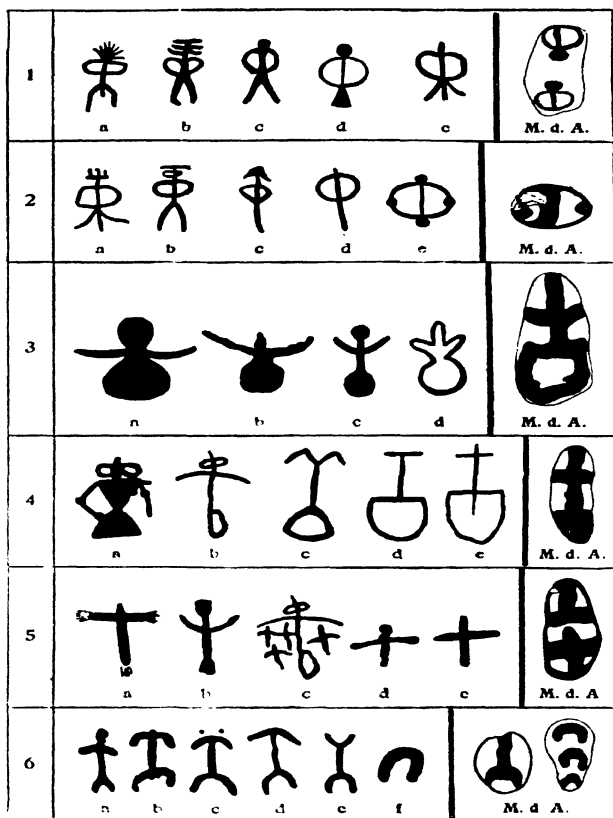 1
a b c d e M. d. A.
2
a b c d e M. d. A.
3
a b c d M. d. A.
4
a b c d e M. d. A.
5
a b c d e M. d. A
6
a b c d e f M. d A.